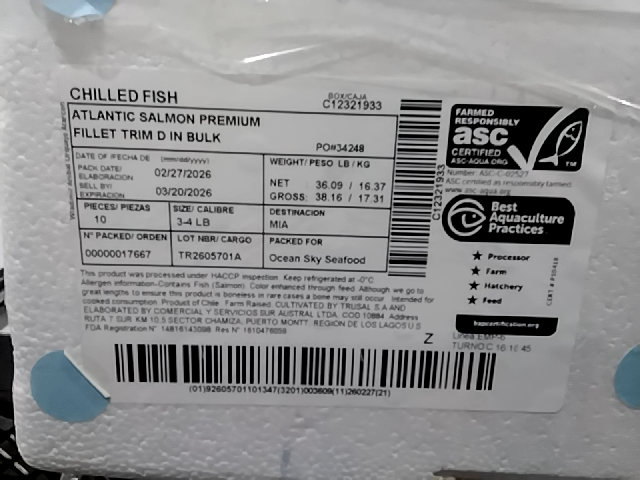 CHILLED FISH
BOX/CAJA
C12321933
ATLANTIC SALMON PREMIUM
FILLET TRIM D IN BULK
PO#34248
DATE OF /FECHA DE (mm/dd/yyyy)
PACK DATE/
ELABORACION 02/27/2026
SELL BY/
EXPIRACION 03/20/2026
WEIGHT/ PESO LB / KG
NET : 36.09 / 16.37
GROSS: 38.16 / 17.31
PIECES/ PIEZAS
10
SIZE/ CALIBRE
3-4 LB
DESTINACION
MIA
N° PACKED/ ORDEN
00000017667
LOT NBR/ CARGO
TR2605701A
PACKED FOR
Ocean Sky Seafood
This product was processed under HACCP inspection. Keep refrigerated at -0°C
Allergen information-Contains Fish (Salmon). Color enhanced through feed. Although we go to
great lengths to ensure this product is boneless in rare cases a bone may still occur. Intended for
cooked consumption. Product of Chile. Farm Raised. CULTIVATED BY TRUSAL S.A AND
ELABORATED BY COMERCIAL Y SERVICIOS SUR AUSTRAL LTDA. COD 10884. Address
RUTA 7 SUR KM 10,5 SECTOR CHAMIZA, PUERTO MONTT. REGION DE LOS LAGOS U.S
FDA Registration N°
Z
(01)92605701101347(3201)003609(11)260227(21)
C12321933
FARMED
RESPONSIBLY
asc
CERTIFIED
ASC-AQUA.ORG
TM
Number: ASC-C-02527
ASC certified as responsibly farmed.
www.asc-aqua.org
Best
Aquaculture
Practices
Processor
Farm
Hatchery
Feed
bapcertification.org
TURNO C 16:16:45